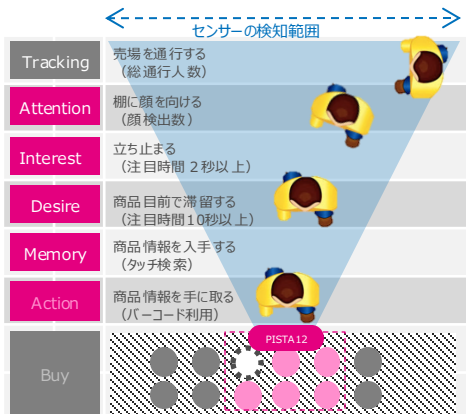 センサーの検知範囲
Tracking
売場を通行する
（総通行人数）
Attention
棚に顔を向ける
（顔検出数）
Interest
立ち止まる
（注目時間２秒以上）
Desire
商品目前で滞留する
（注目時間10秒以上）
Memory
商品情報を入手する
（タッチ検索）
Action
商品情報を手に取る
（バーコード利用）
PISTA12
Buy